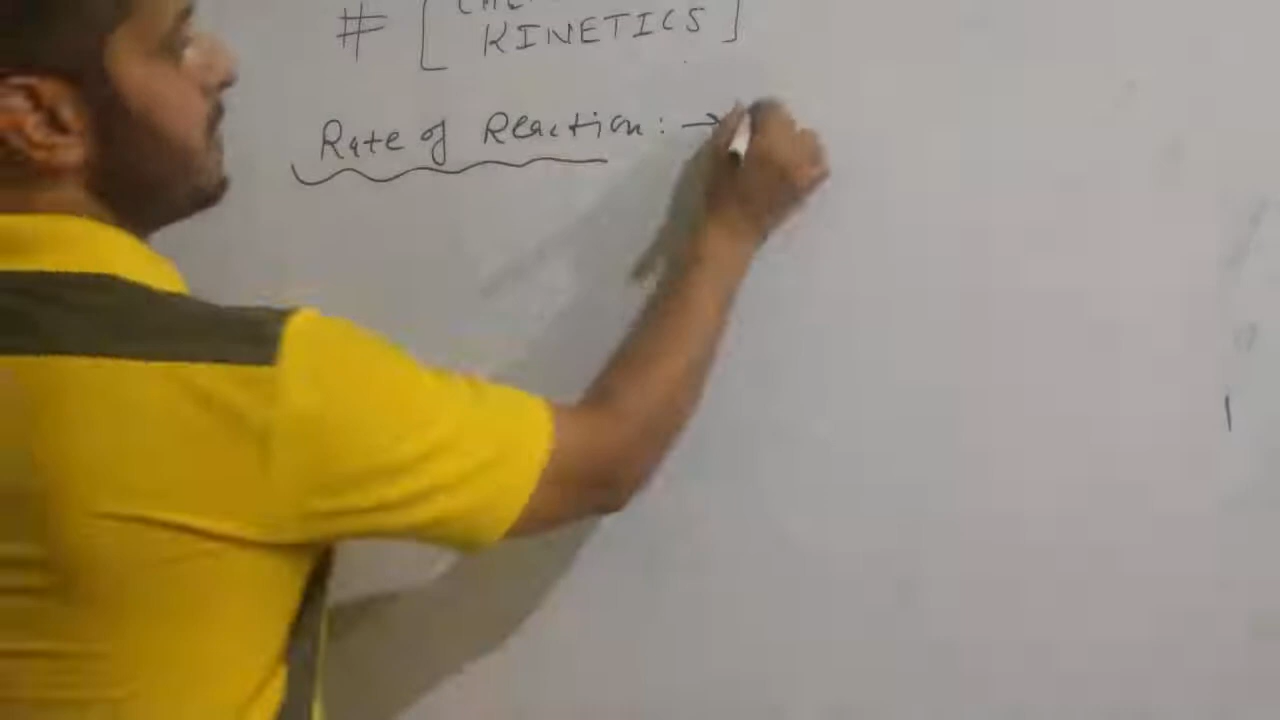 # [ KINETICS ]
Rate of Reaction : →